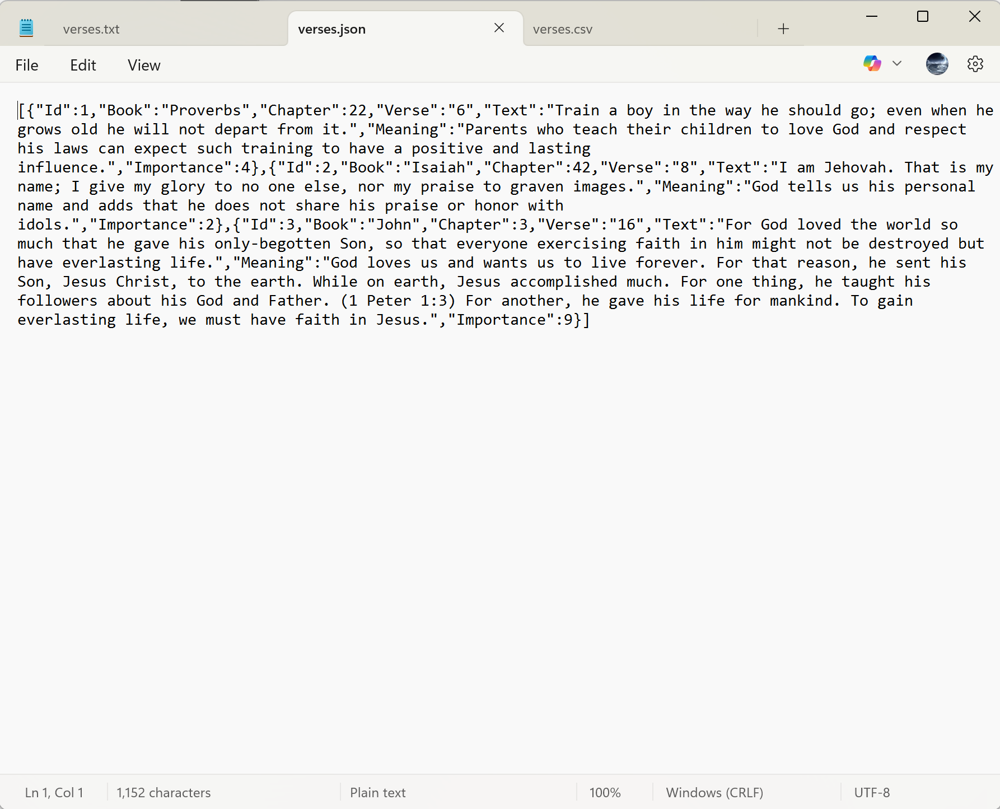 verses.txt
verses.json
verses.csv
File Edit View
[{"Id":1,"Book":"Proverbs","Chapter":22,"Verse":"6","Text":"Train a boy in the way he should go; even when he
grows old he will not depart from it.","Meaning":"Parents who teach their children to love God and respect
his laws can expect such training to have a positive and lasting
influence.","Importance":4},{"Id":2,"Book":"Isaiah","Chapter":42,"Verse":"8","Text":"I am Jehovah. That is my
name; I give my glory to no one else, nor my praise to graven images.","Meaning":"God tells us his personal
name and adds that he does not share his praise or honor with
idols.","Importance":2},{"Id":3,"Book":"John","Chapter":3,"Verse":"16","Text":"For God loved the world so
much that he gave his only-begotten Son, so that everyone exercising faith in him might not be destroyed but
have everlasting life.","Meaning":"God loves us and wants us to live forever. For that reason, he sent his
Son, Jesus Christ, to the earth. While on earth, Jesus accomplished much. For one thing, he taught his
followers about his God and Father. (1 Peter 1:3) For another, he gave his life for mankind. To gain
everlasting life, we must have faith in Jesus.","Importance":9}]
Ln 1, Col 1
1,152 characters
Plain text
100%
Windows (CRLF)
UTF-8